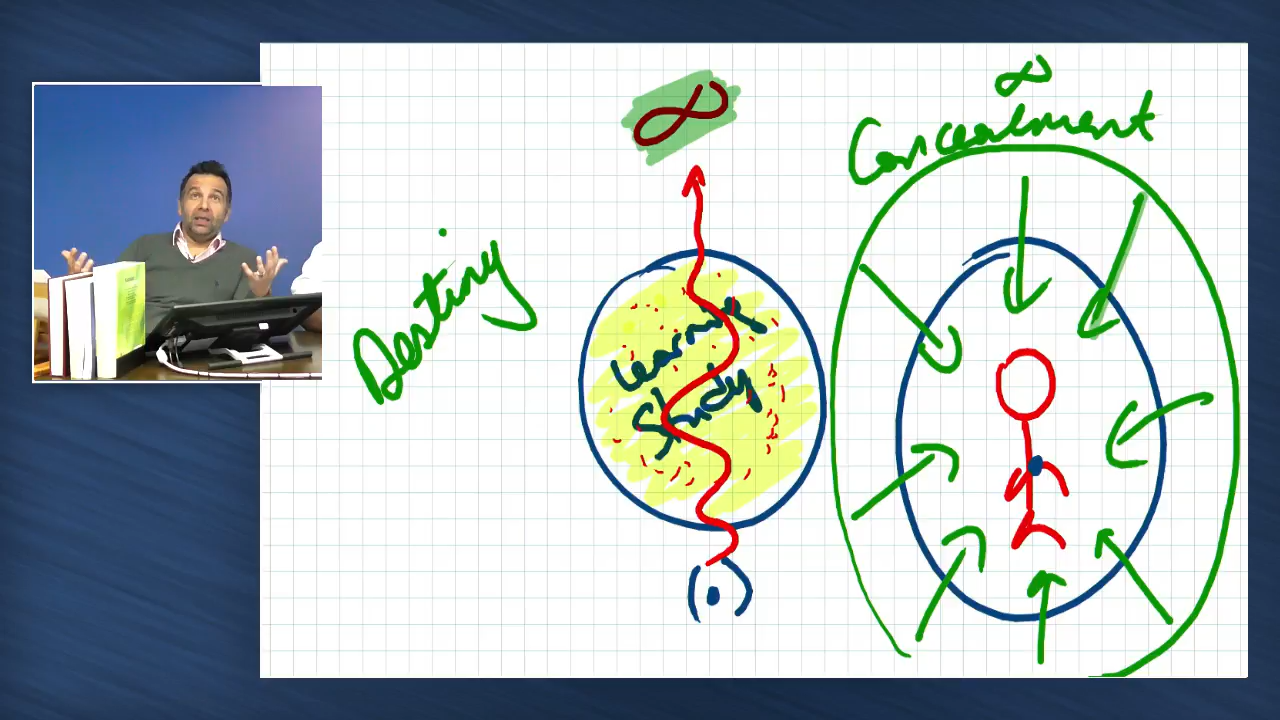 ∞
∞
Concealment
Destiny
Learning
Study
(•)